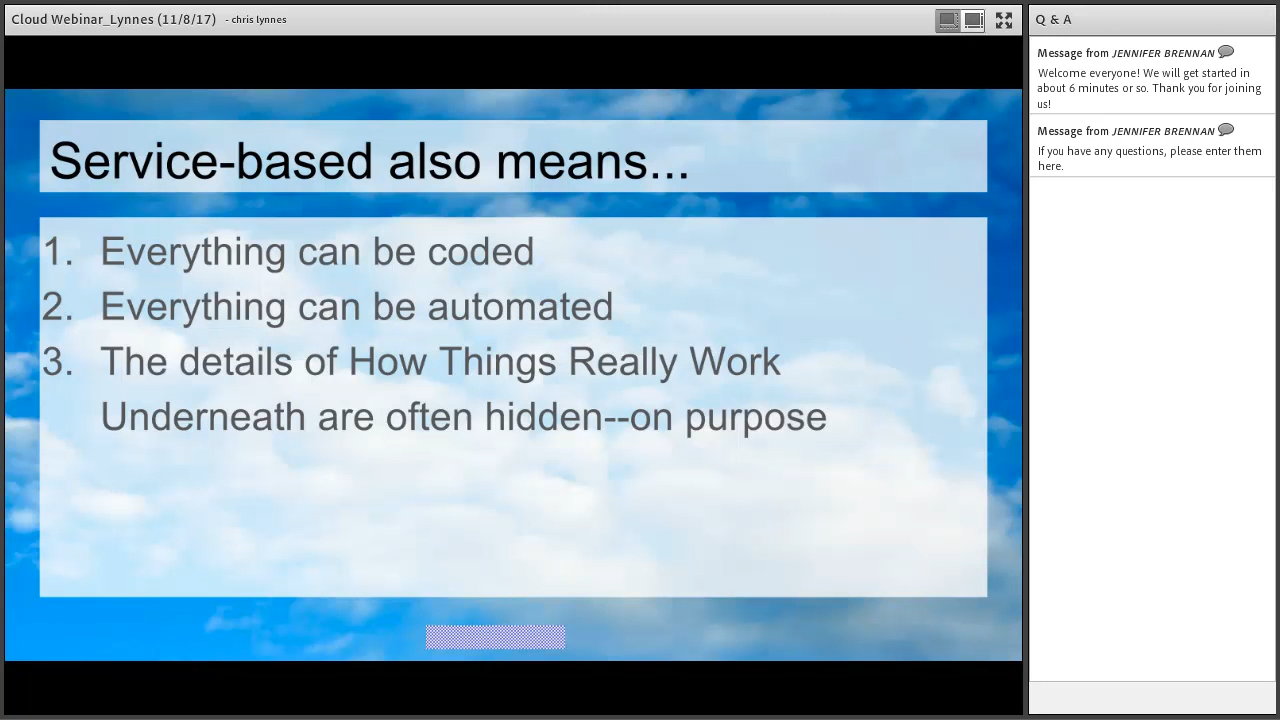 Cloud Webinar_Lynnes (11/8/17) - chris lynnes
Service-based also means...
1. Everything can be coded
2. Everything can be automated
3. The details of How Things Really Work
Underneath are often hidden--on purpose
Q & A
Message from JENNIFER BRENNAN
Welcome everyone! We will get started in
about 6 minutes or so. Thank you for joining
us!
Message from JENNIFER BRENNAN
If you have any questions, please enter them
here.